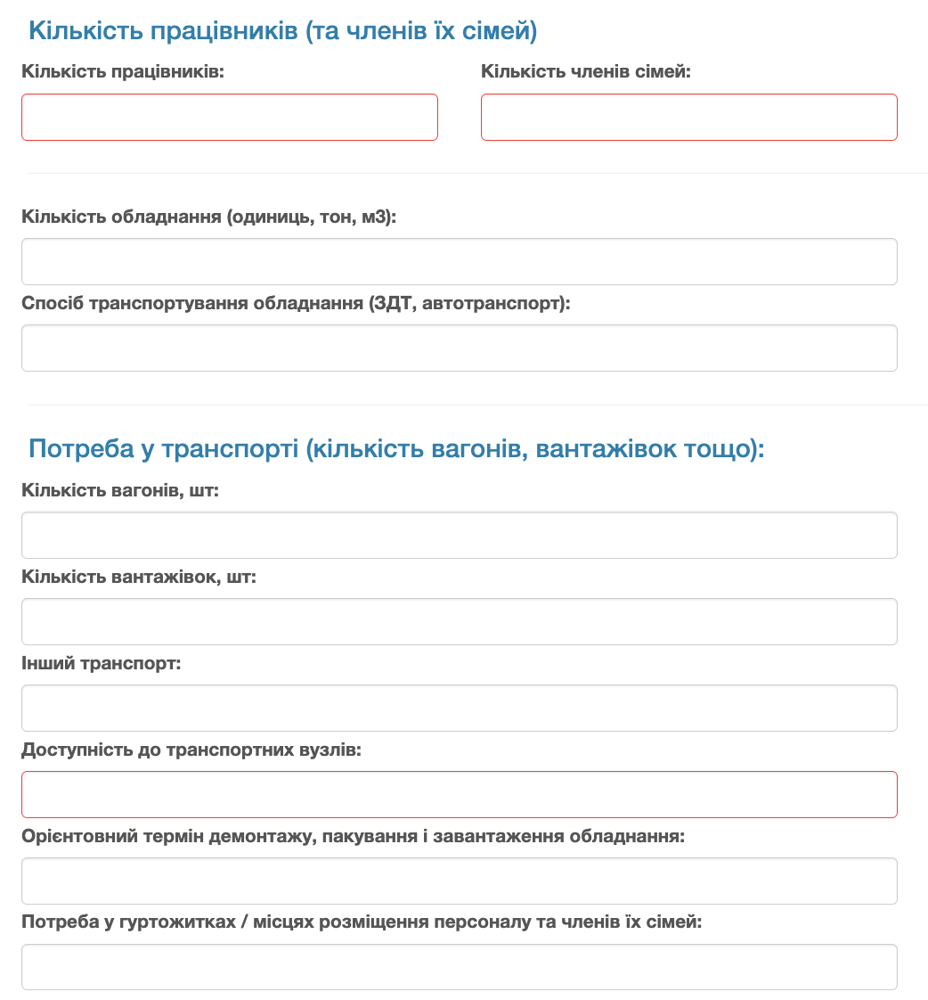 Кількість працівників (та членів їх сімей)
Кількість працівників:
Кількість членів сімей:
Кількість обладнання (одиниць, тон, м3):
Спосіб транспортування обладнання (ЗДТ, автотранспорт):
Потреба у транспорті (кількість вагонів, вантажівок тощо):
Кількість вагонів, шт:
Кількість вантажівок, шт:
Інший транспорт:
Доступність до транспортних вузлів:
Орієнтовний термін демонтажу, пакування і завантаження обладнання:
Потреба у гуртожитках / місцях розміщення персоналу та членів їх сімей: